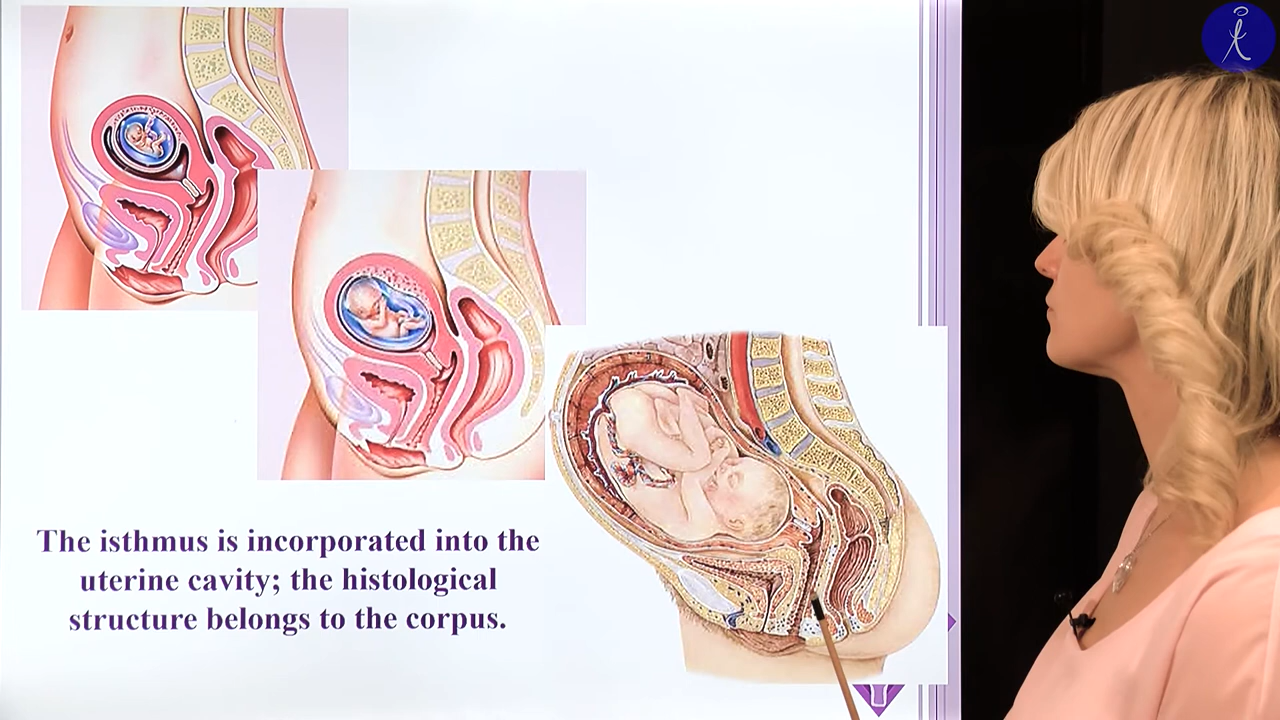 The isthmus is incorporated into the
uterine cavity; the histological
structure belongs to the corpus.